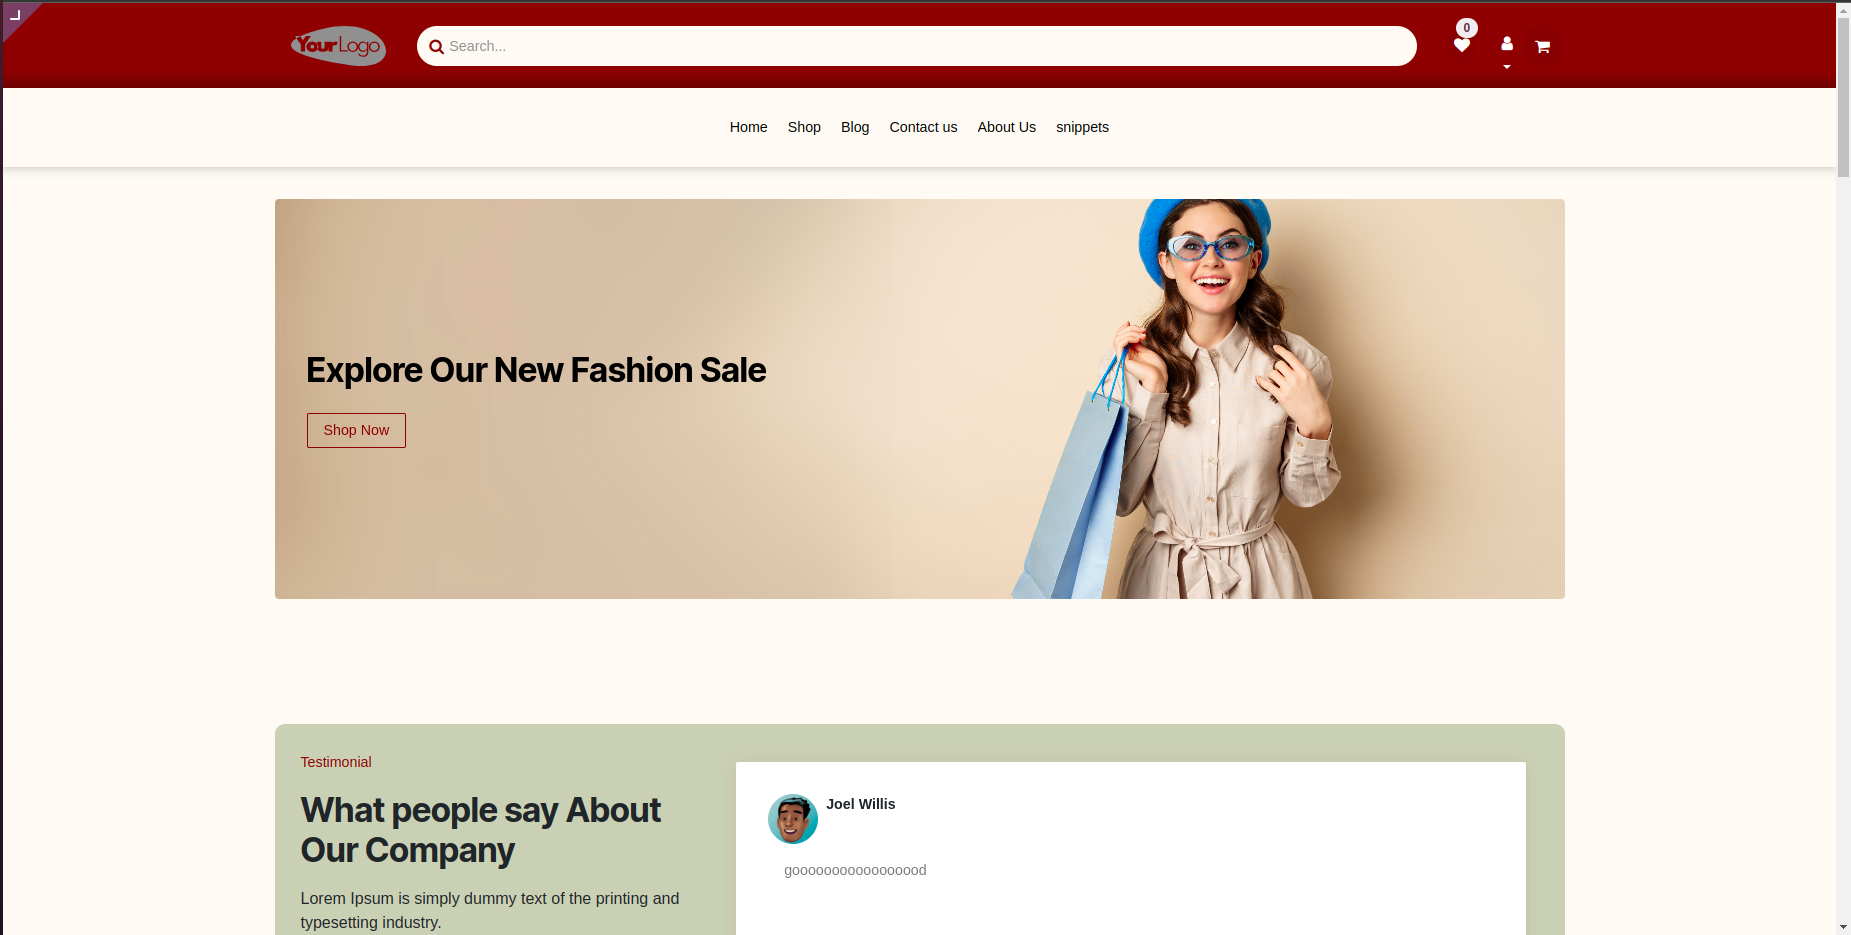 YourLogo
Search...
0
Home Shop Blog Contact us About Us snippets
Explore Our New Fashion Sale
Shop Now
Testimonial
What people say About
Our Company
Lorem Ipsum is simply dummy text of the printing and
typesetting industry.
Joel Willis
gooooooooooooooood